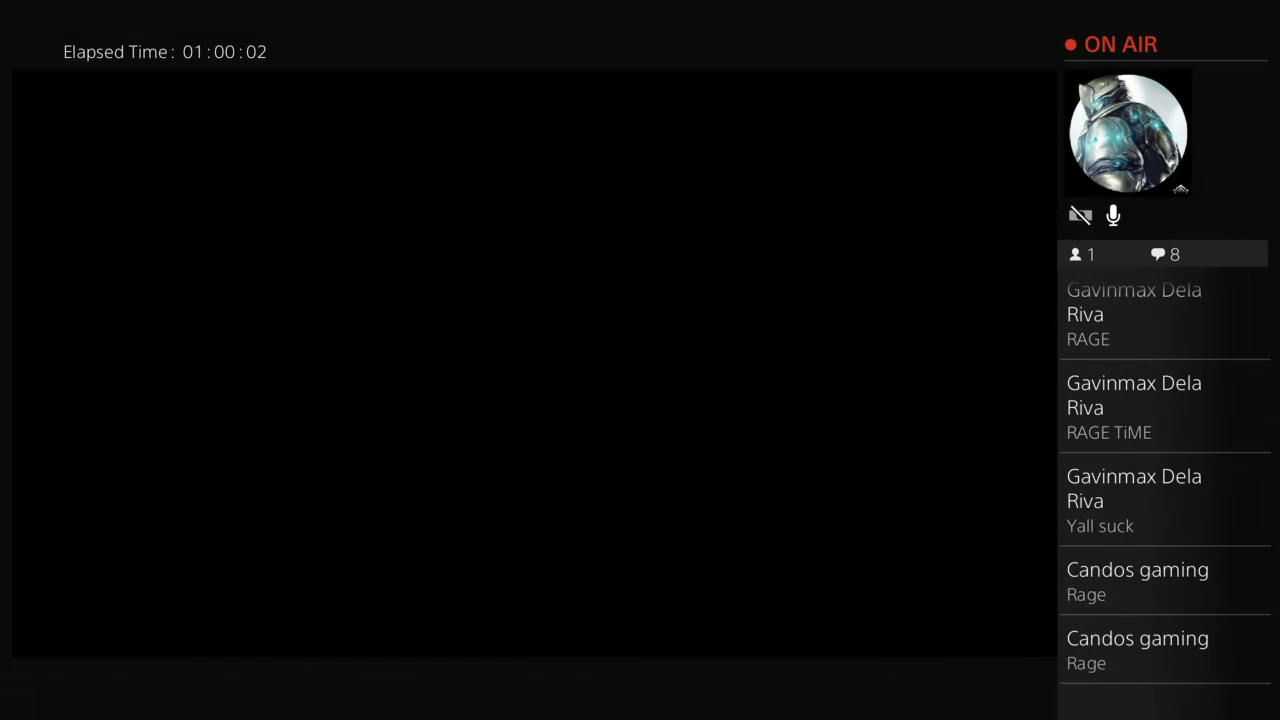 Elapsed Time: 01:00:02
ON AIR
1 8
Gavinmax Dela
Riva
RAGE
Gavinmax Dela
Riva
RAGE TiME
Gavinmax Dela
Riva
Yall suck
Candos gaming
Rage
Candos gaming
Rage